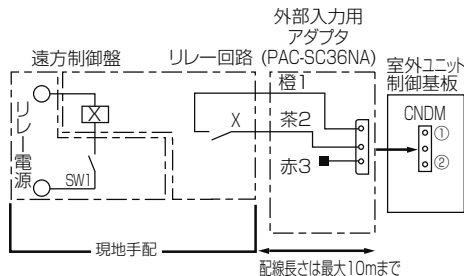 外部入力用
アダプタ
(PAC-SC36NA)
遠方制御盤
リレー回路
室外ユニット
制御基板
リレー電源
X
SW1
X
橙1
茶2
赤3
CNDM
①
②
現地手配
配線長さは最大10mまで